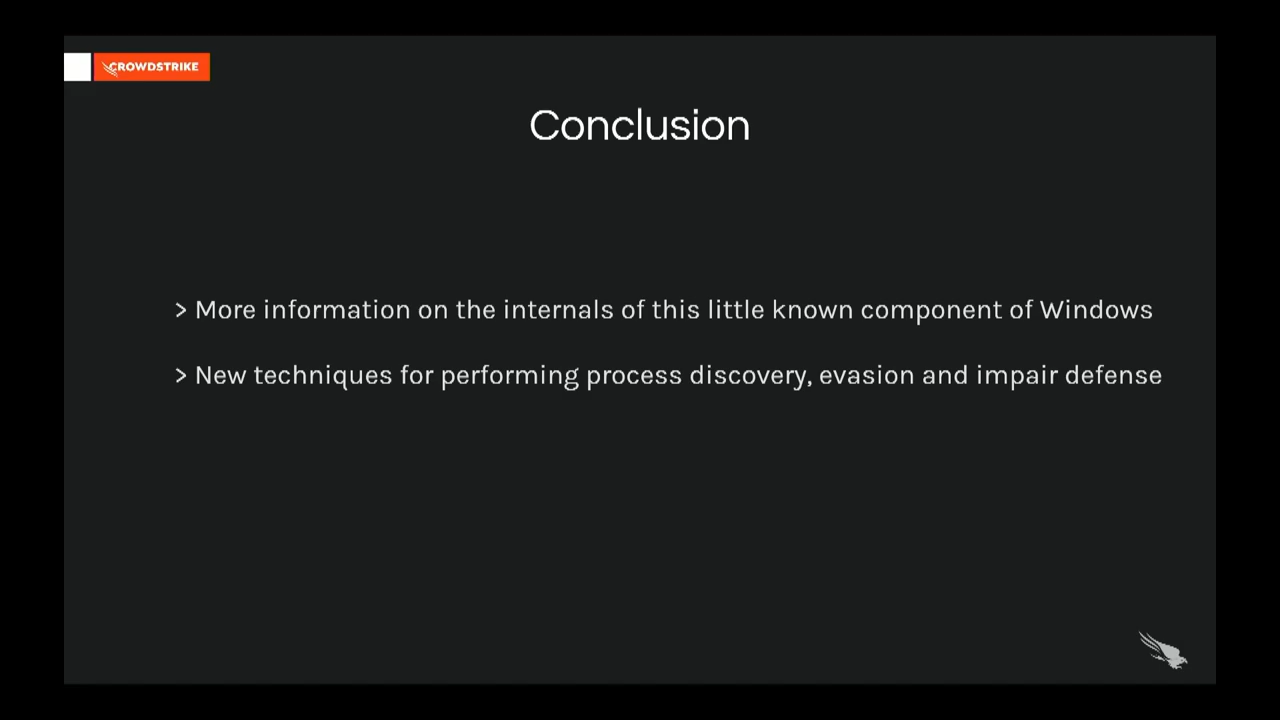 CROWDSTRIKE
Conclusion
> More information on the internals of this little known component of Windows
> New techniques for performing process discovery, evasion and impair defense